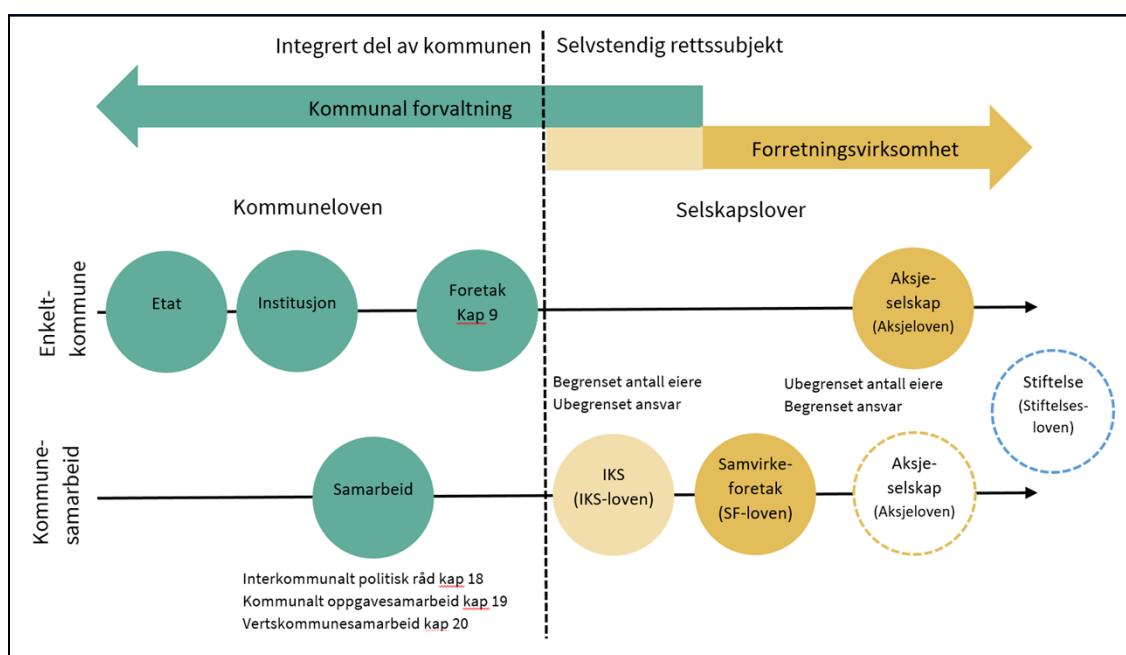 Integrert del av kommunen
Selvstendig rettssubjekt
Kommunal forvaltning
Forretningsvirksomhet
Kommuneloven
Selskapslover
Enkelt-
kommune
Etat
Institusjon
Foretak
Kap 9
Aksje-
selskap
(Aksjeloven)
Begrenset antall eiere
Ubegrenset ansvar
Ubegrenset antall eiere
Begrenset ansvar
Stiftelse
(Stiftelses-
loven)
Kommune-
samarbeid
Samarbeid
IKS
(IKS-loven)
Samvirke-
foretak
(SF-loven)
Aksje-
selskap
(Aksjeloven)
Interkommunalt politisk råd kap 18
Kommunalt oppgavesamarbeid kap 19
Vertskommunesamarbeid kap 20